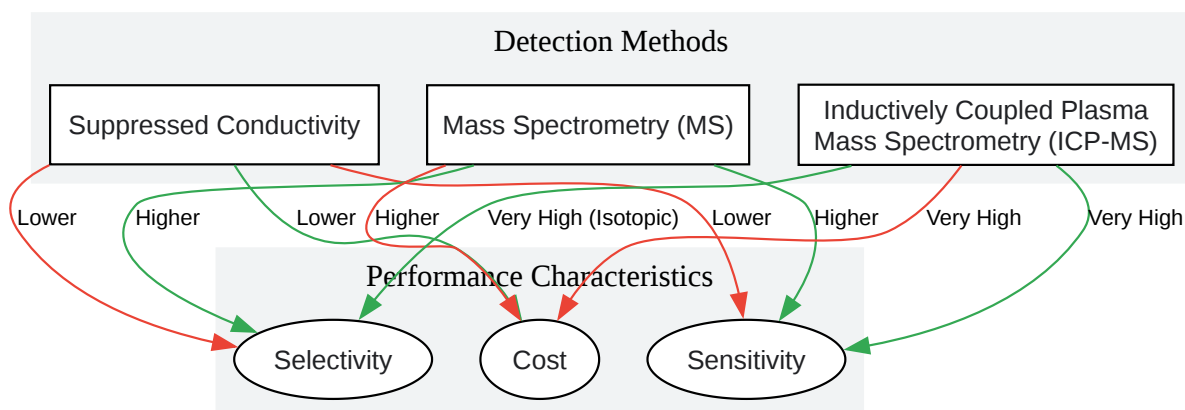 Detection Methods
Suppressed Conductivity
Mass Spectrometry (MS)
Inductively Coupled Plasma
Mass Spectrometry (ICP-MS)
Lower
Higher
Lower
Higher
Very High (Isotopic)
Lower
Higher
Very High
Very High
Performance Characteristics
Selectivity
Cost
Sensitivity